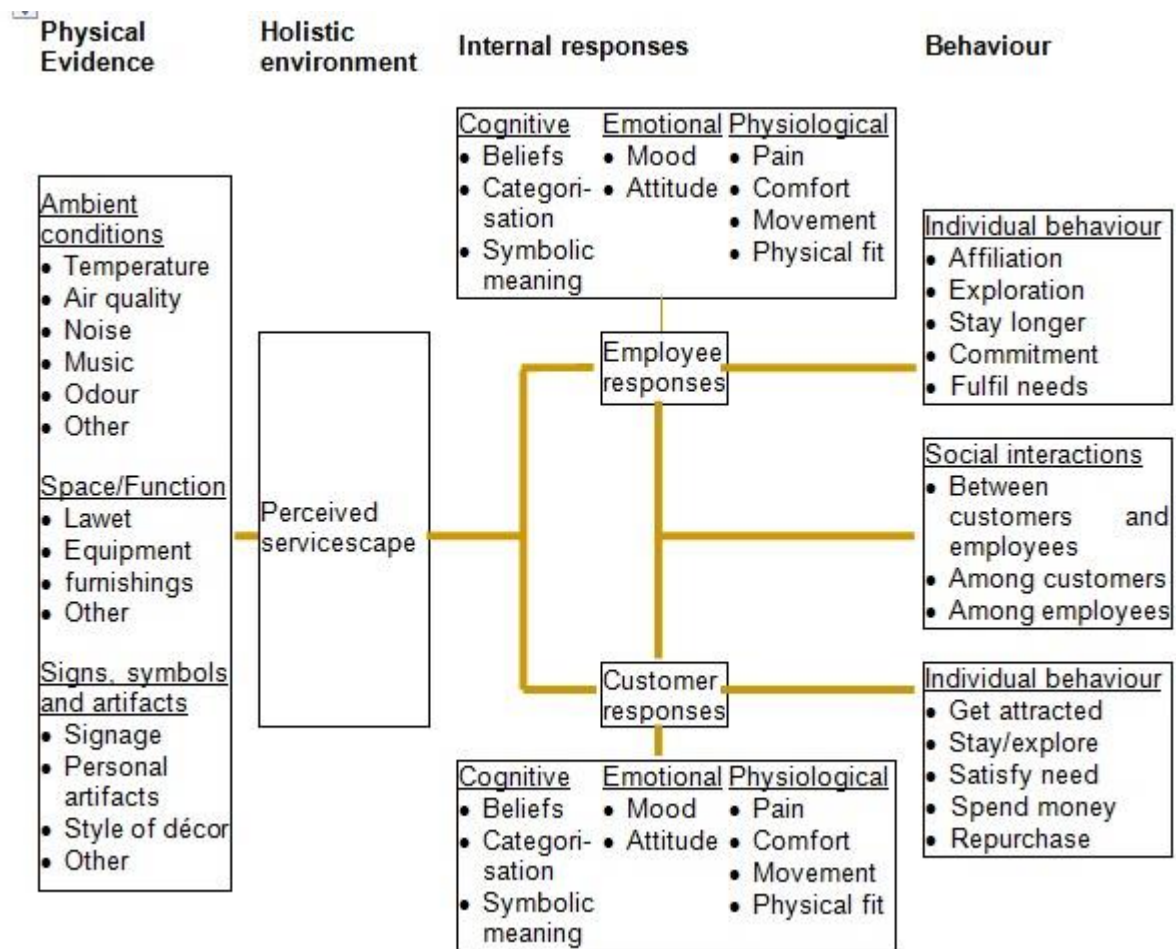 Physical
Evidence
Holistic
environment
Internal responses
Behaviour
Ambient
conditions
• Temperature
• Air quality
• Noise
• Music
• Odour
• Other
Space/Function
• Lawet
• Equipment
• furnishings
• Other
Signs, symbols
and artifacts
• Signage
• Personal
artifacts
• Style of décor
• Other
Perceived
servicescape
Cognitive
• Beliefs
• Categori-
sation
• Symbolic
meaning
Emotional
• Mood
• Attitude
Physiological
• Pain
• Comfort
• Movement
• Physical fit
Employee
responses
Customer
responses
Cognitive
• Beliefs
• Categori-
sation
• Symbolic
meaning
Emotional
• Mood
• Attitude
Physiological
• Pain
• Comfort
• Movement
• Physical fit
Individual behaviour
• Affiliation
• Exploration
• Stay longer
• Commitment
• Fulfil needs
Social interactions
• Between
customers and
employees
• Among customers
• Among employees
Individual behaviour
• Get attracted
• Stay/explore
• Satisfy need
• Spend money
• Repurchase